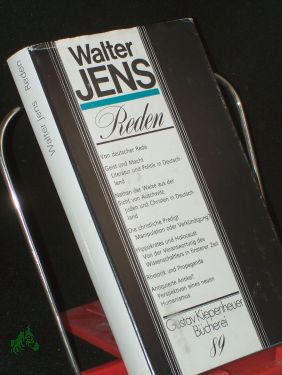 Walter Jens Reden
Walter
JENS
Reden
Von deutscher Rede
Geist und Macht
Literatur und Politik in Deutsch-
land
Nathan der Weise aus der
Sicht von Auschwitz
Juden und Christen in Deutsch-
land
Die christliche Predigt
Manipulation oder Verkündigung?
Hippokrates und Holocaust
Von der Verantwortung des
Wissenschaftlers in unserer Zeit
Rhetorik und Propaganda
Antiquierte Antike?
Perspektiven eines neuen
Humanismus
Gustav Kiepenheuer
Bücherei
89